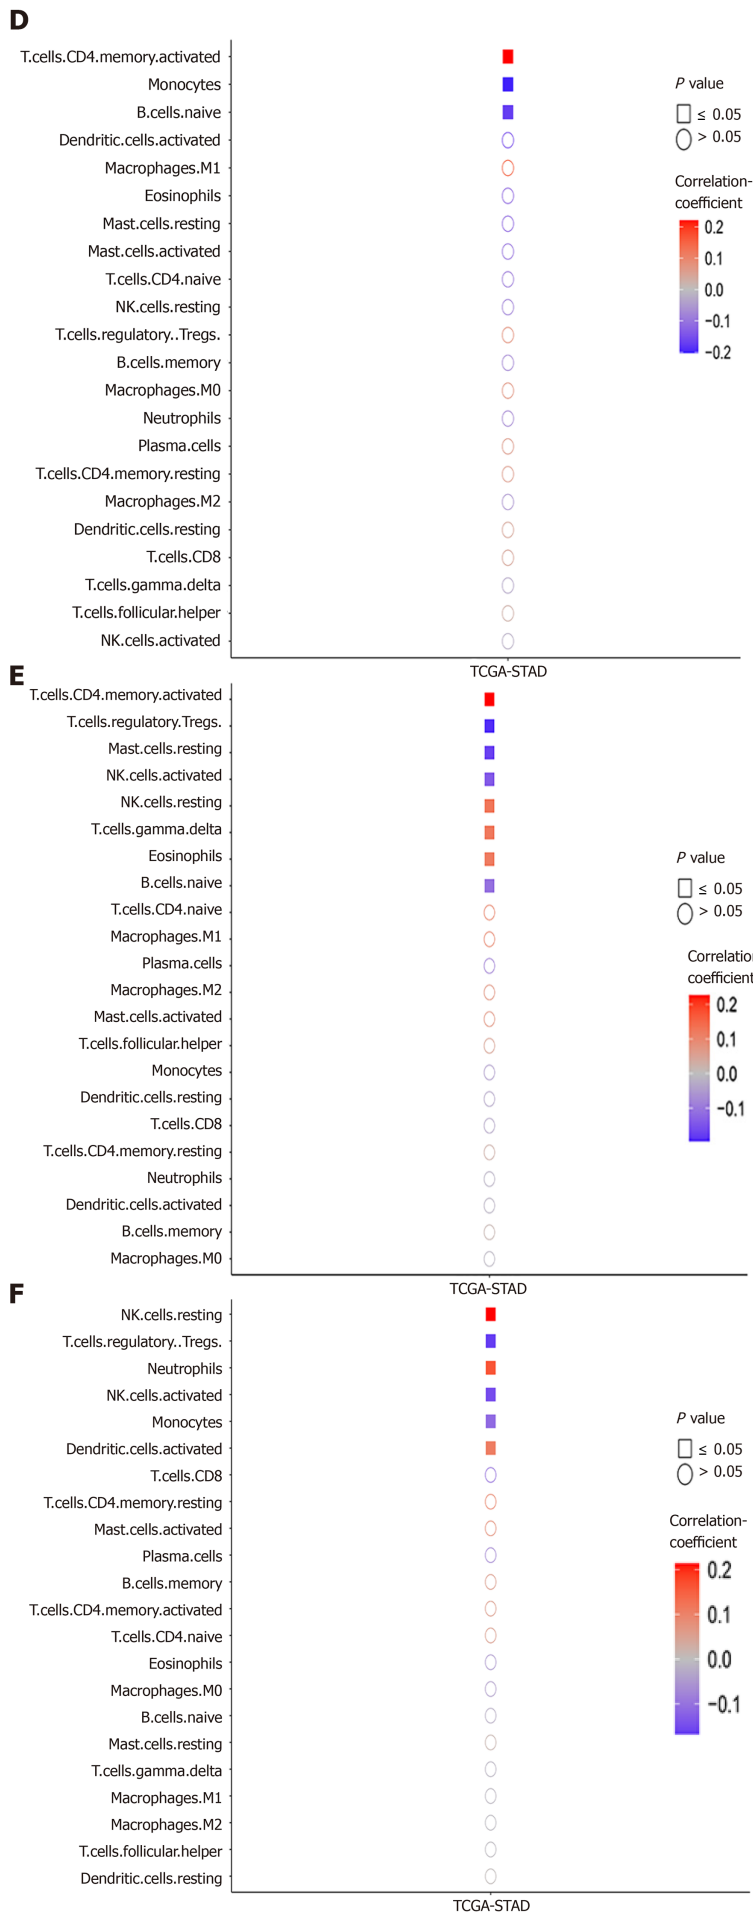 D
T.cells.CD4.memory.activated
Monocytes
B.cells.naive
Dendritic.cells.activated
Macrophages.M1
Eosinophils
Mast.cells.resting
Mast.cells.activated
T.cells.CD4.naive
NK.cells.resting
T.cells.regulatory..Tregs.
B.cells.memory
Macrophages.M0
Neutrophils
Plasma.cells
T.cells.CD4.memory.resting
Macrophages.M2
Dendritic.cells.resting
T.cells.CD8
T.cells.gamma.delta
T.cells.follicular.helper
NK.cells.activated
TCGA-STAD
P value
≤ 0.05
> 0.05
Correlation-
coefficient
0.2
0.1
0.0
−0.1
−0.2
E
T.cells.CD4.memory.activated
T.cells.regulatory.Tregs.
Mast.cells.resting
NK.cells.activated
NK.cells.resting
T.cells.gamma.delta
Eosinophils
B.cells.naive
T.cells.CD4.naive
Macrophages.M1
Plasma.cells
Macrophages.M2
Mast.cells.activated
T.cells.follicular.helper
Monocytes
Dendritic.cells.resting
T.cells.CD8
T.cells.CD4.memory.resting
Neutrophils
Dendritic.cells.activated
B.cells.memory
Macrophages.M0
TCGA-STAD
P value
≤ 0.05
> 0.05
Correlatio
coefficient
0.2
0.1
0.0
−0.1
F
NK.cells.resting
T.cells.regulatory..Tregs.
Neutrophils
NK.cells.activated
Monocytes
Dendritic.cells.activated
T.cells.CD8
T.cells.CD4.memory.resting
Mast.cells.activated
Plasma.cells
B.cells.memory
T.cells.CD4.memory.activated
T.cells.CD4.naive
Eosinophils
Macrophages.M0
B.cells.naive
Mast.cells.resting
T.cells.gamma.delta
Macrophages.M1
Macrophages.M2
T.cells.follicular.helper
Dendritic.cells.resting
TCGA-STAD
P value
≤ 0.05
> 0.05
Correlation-
coefficient
0.2
0.1
0.0
−0.1